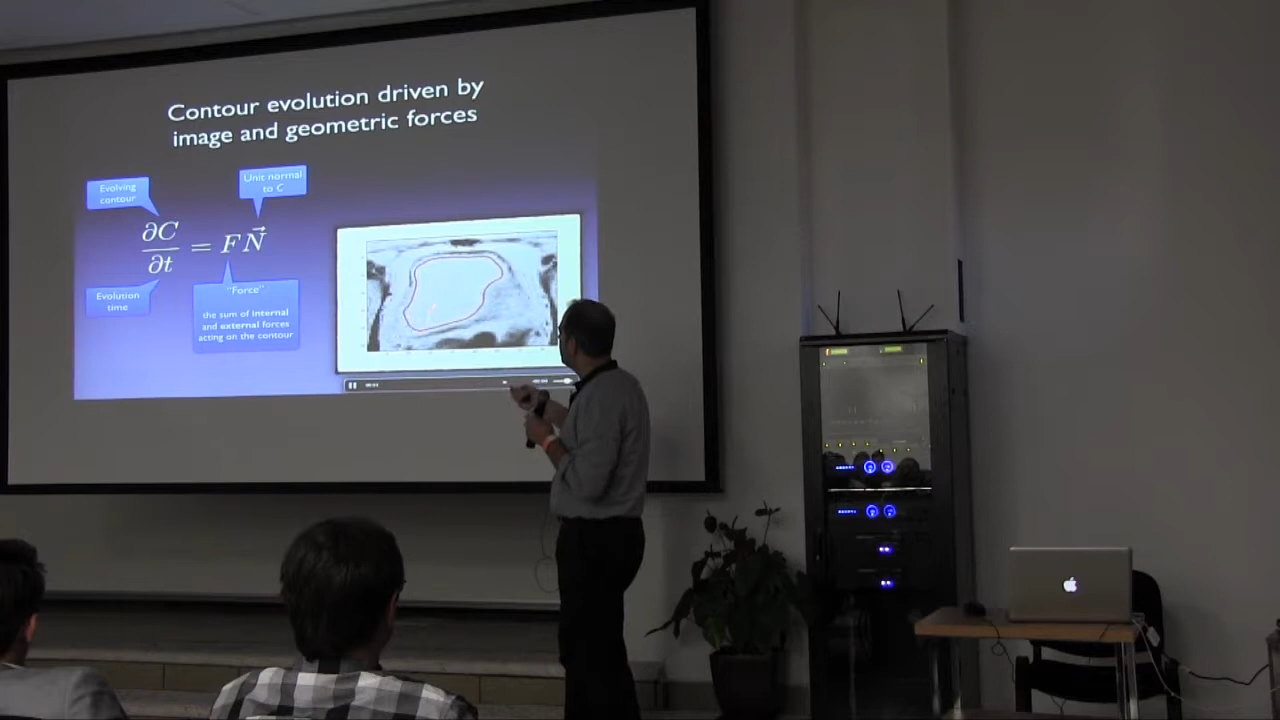 Contour evolution driven by
image and geometric forces
Evolving
contour
Unit normal
to C
∂C
∂t
= FN⃗
Evolution
time
"Force"
the sum of internal
and external forces
acting on the contour